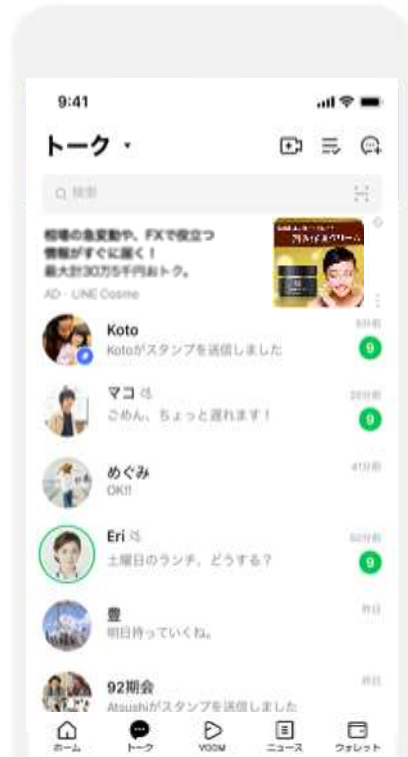 9:41
トーク
検索
相場の急変動や、FXで役立つ
情報がすぐに届く！
最大計30万5千円おトク。
AD・LINE Cosme
Koto
Kotoがスタンプを送信しました
9
マコ
ごめん、ちょっと遅れます！
9
めぐみ
41分前
OK!!
Eri
土曜日のランチ、どうする？
9
豊
昨日
明日持っていくね。
92期会
昨日
Atsushiがスタンプを送信しました
ホーム
トーク
VOOM
ニュース
ウォレット